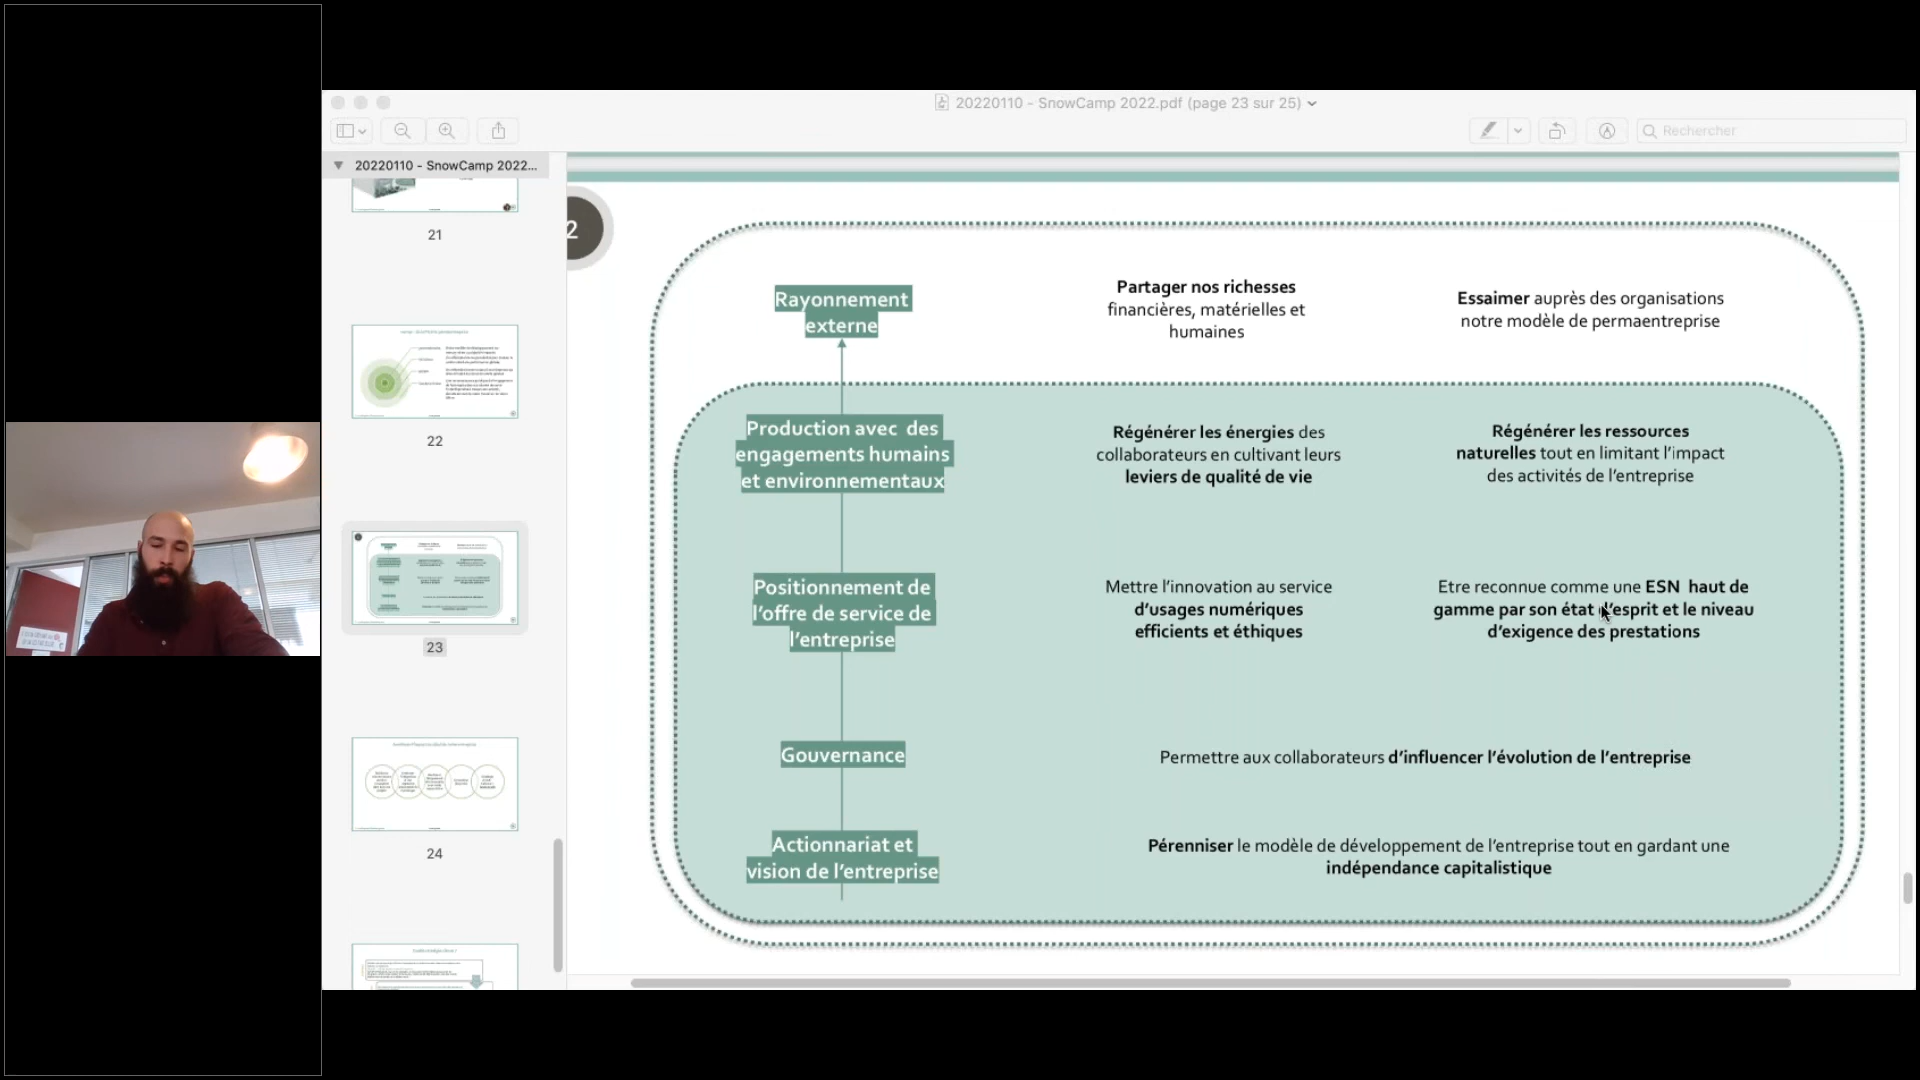 20220110 - SnowCamp 2022.pdf (page 23 sur 25)
Rechercher
20220110 - SnowCamp 2022...
21
22
23
24
2
Rayonnement
externe
Partager nos richesses
financières, matérielles et
humaines
Essaimer auprès des organisations
notre modèle de permaentreprise
Production avec des
engagements humains
et environnementaux
Régénérer les énergies des
collaborateurs en cultivant leurs
leviers de qualité de vie
Régénérer les ressources
naturelles tout en limitant l'impact
des activités de l'entreprise
Positionnement de
l'offre de service de
l'entreprise
Mettre l'innovation au service
d'usages numériques
efficients et éthiques
Etre reconnue comme une ESN haut de
gamme par son état d'esprit et le niveau
d'exigence des prestations
Gouvernance
Permettre aux collaborateurs d'influencer l'évolution de l'entreprise
Actionnariat et
vision de l'entreprise
Pérenniser le modèle de développement de l'entreprise tout en gardant une
indépendance capitalistique